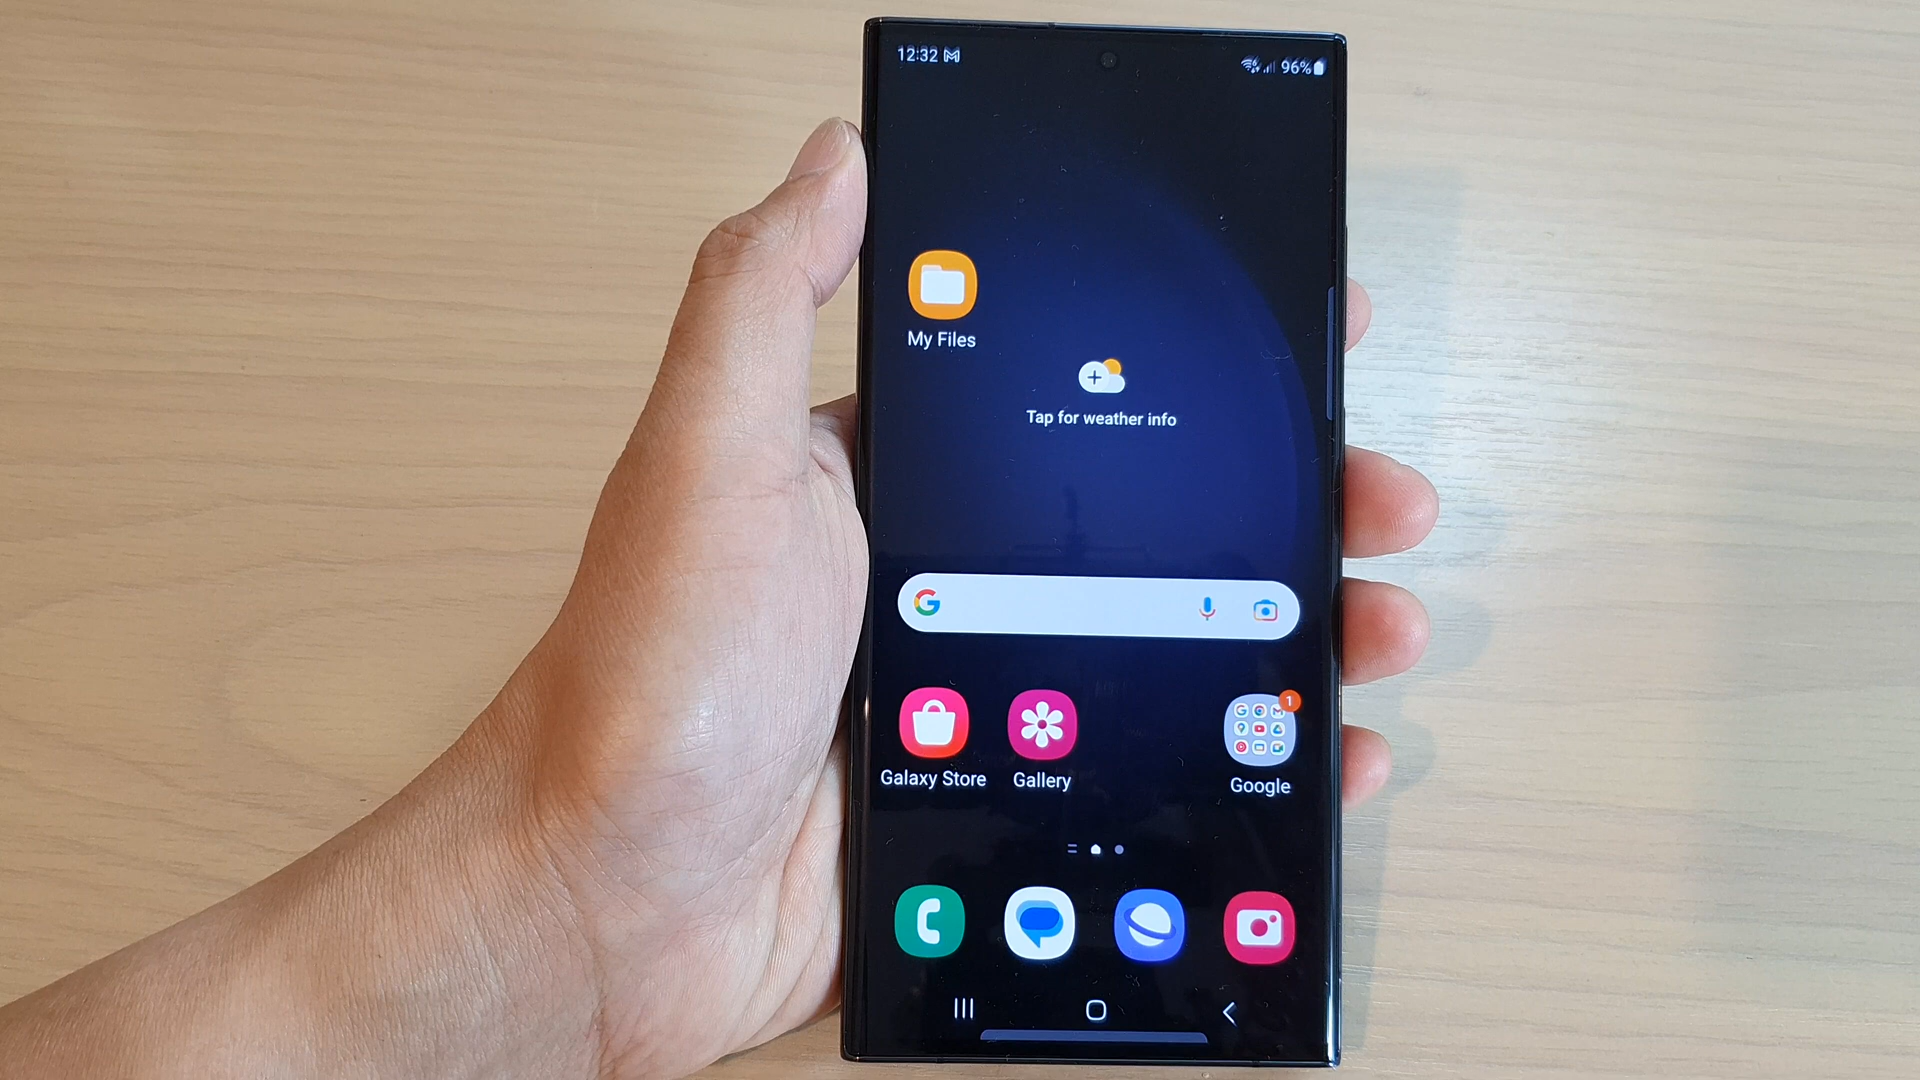 12:32
96%
My Files
Tap for weather info
G
1
Galaxy Store
Gallery
Google